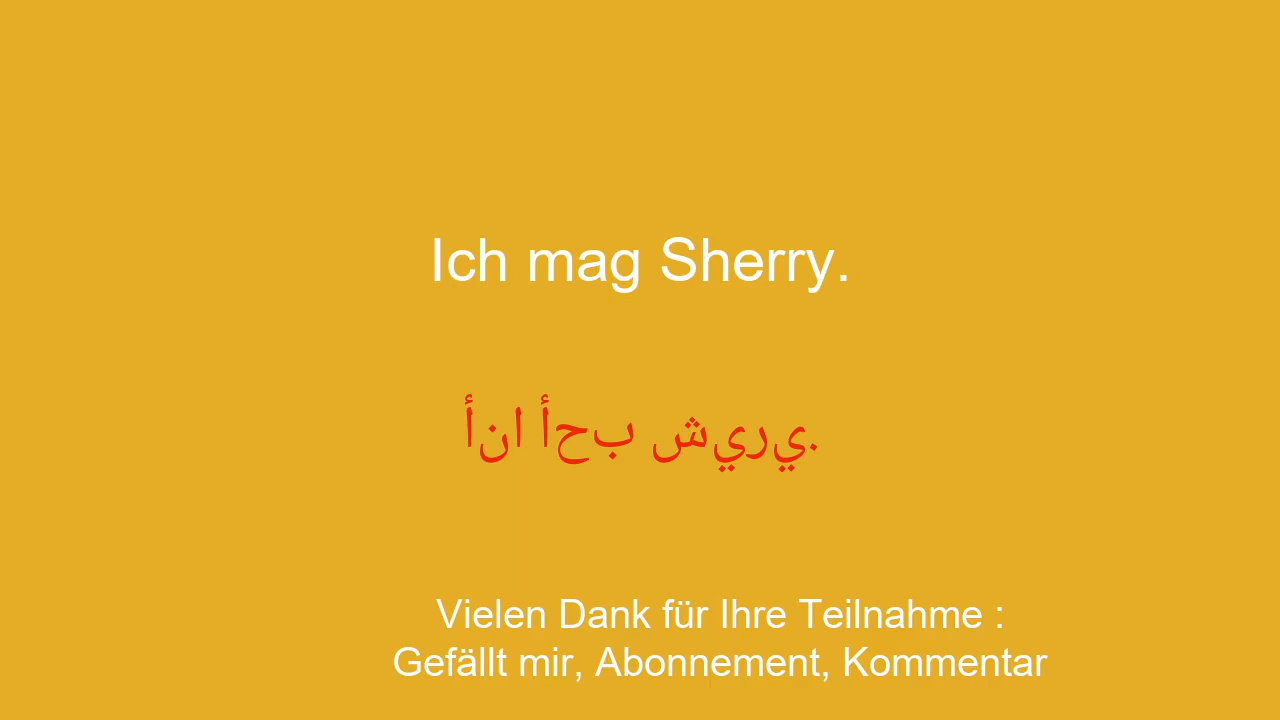 Ich mag Sherry.
أنا أحب شيري.
Vielen Dank für Ihre Teilnahme :
Gefällt mir, Abonnement, Kommentar